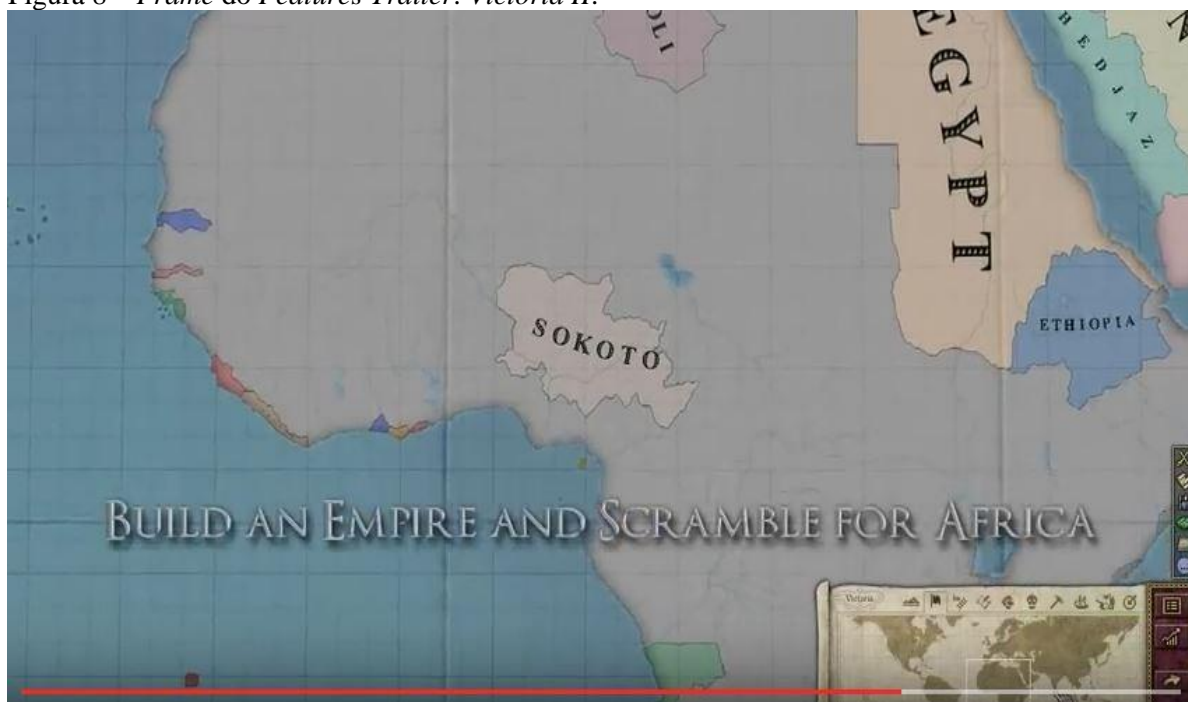 Figura 8 – Frame do Features Trailer: Victoria II.
OLI
EGYPT
HEDJAZ
SOKOTO
ETHIOPIA
BUILD AN EMPIRE AND SCRAMBLE FOR AFRICA
Victoria